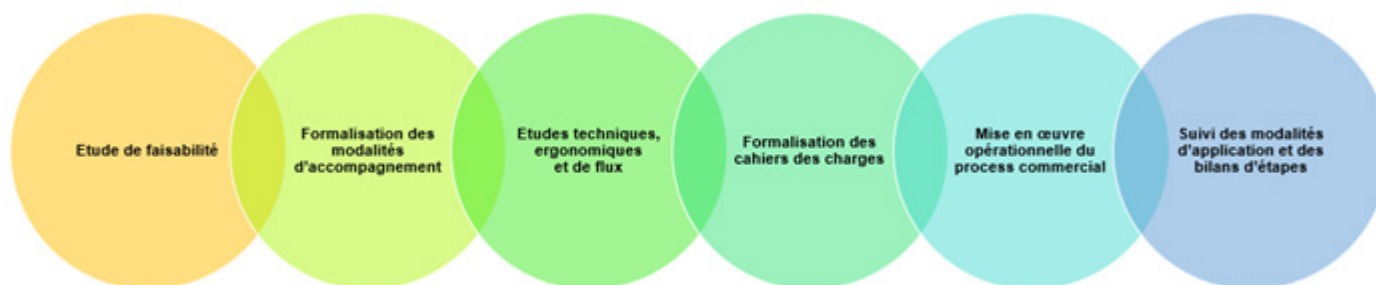 Etude de faisabilité
Formalisation des
modalités
d'accompagnement
Etudes techniques,
ergonomiques
et de flux
Formalisation des
cahiers des charges
Mise en œuvre
opérationnelle du
process commercial
Suivi des modalités
d'application et des
bilans d'étapes